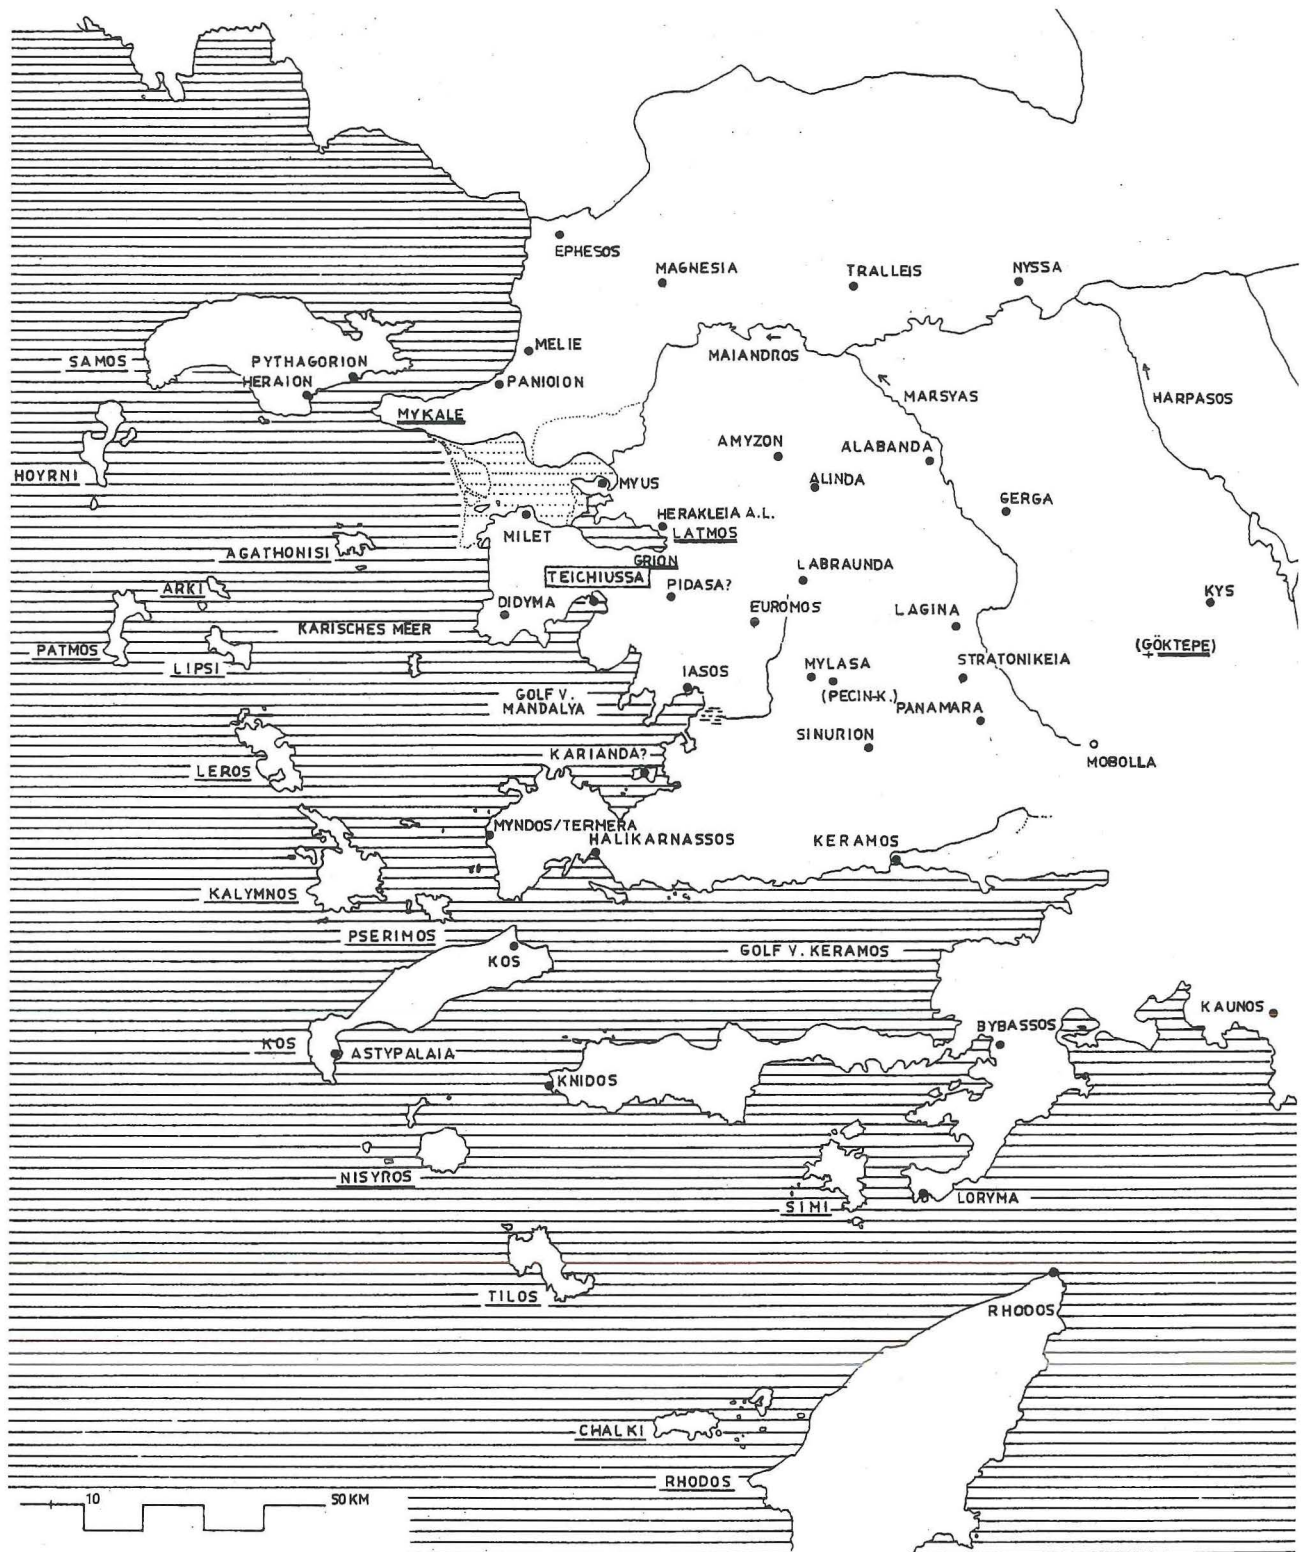 EPHESOS
MAGNESIA
TRALLEIS
NYSSA
MELIE
MAIANDROS
SAMOS
PYTHAGORION
HERAION
PANIOION
MARSYAS
HARPASOS
MYKALE
AMYZON
ALABANDA
HOYRNI
MYUS
ALINDA
GERGA
HERAKLEIA A.L.
MILET
LATMOS
AGATHONISI
GRION
TEICHIUSSA
LABRAUNDA
ARKI
PIDASA?
KYS
DIDYMA
EUROMOS
LAGINA
KARISCHES MEER
PATMOS
(GÖKTEPE)
LIPSI
STRATONIKEIA
IASOS
MYLASA
GOLF V.
MANDALYA
(PECIN-K.)
PANAMARA
SINURION
KARIANDA?
MOBOLLA
LEROS
MYNDOS/TERMERA
HALIKARNASSOS
KERAMOS
KALYMNOS
PSERIMOS
GOLF V. KERAMOS
KOS
KAUNOS
BYBASSOS
KOS
ASTYPALAIA
KNIDOS
NISYROS
SIMI
LORYMA
TILOS
RHODOS
CHALKI
RHODOS
10
50 KM